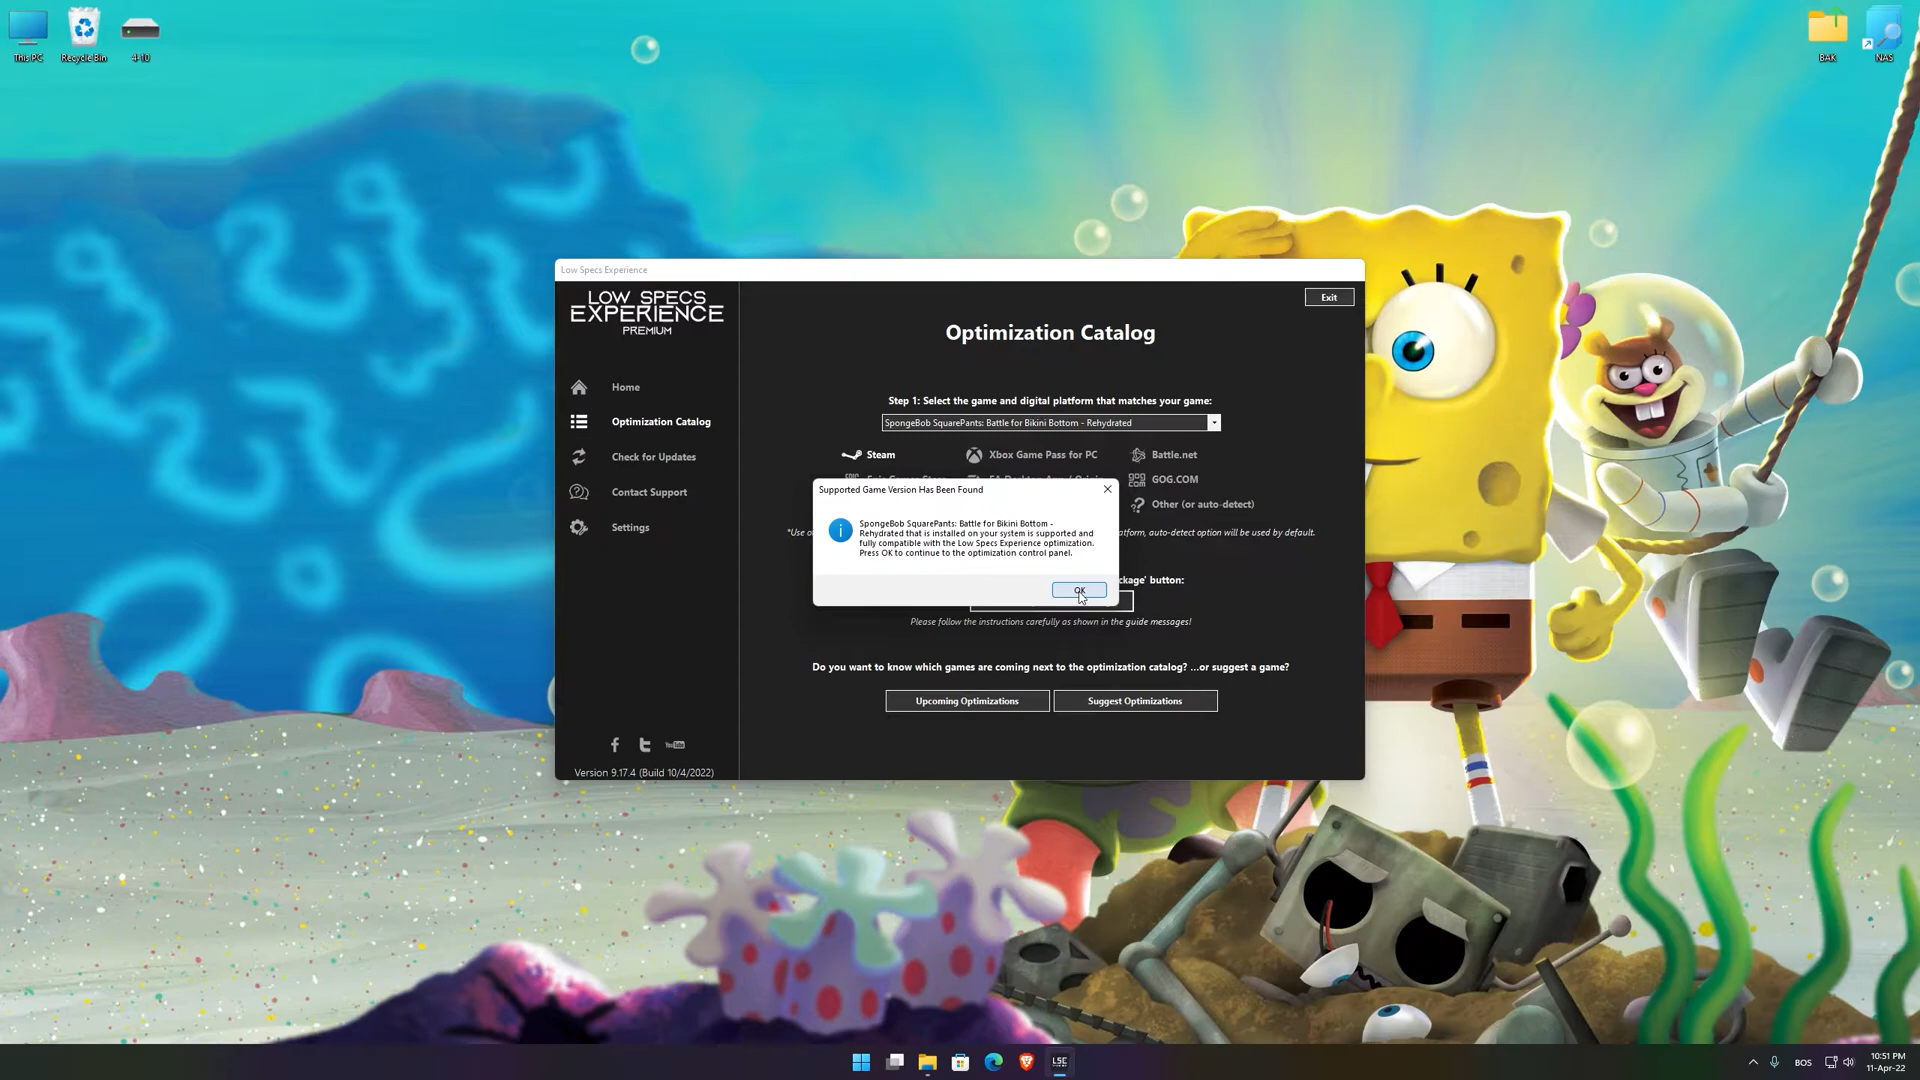 This PC
Recycle Bin
4-10
BAK
NAS
Low Specs Experience
LOW SPECS
EXPERIENCE
PREMIUM
Exit
Optimization Catalog
Home
Optimization Catalog
Check for Updates
Contact Support
Settings
Step 1: Select the game and digital platform that matches your game:
SpongeBob SquarePants: Battle for Bikini Bottom - Rehydrated
Steam
Xbox Game Pass for PC
Battle.net
GOG.COM
Other (or auto-detect)
*Use
atform, auto-detect option will be used by default.
Supported Game Version Has Been Found
SpongeBob SquarePants: Battle for Bikini Bottom -
Rehydrated that is installed on your system is supported and
fully compatible with the Low Specs Experience optimization.
Press OK to continue to the optimization control panel.
OK
ckage' button:
Please follow the instructions carefully as shown in the guide messages!
Do you want to know which games are coming next to the optimization catalog? ...or suggest a game?
Upcoming Optimizations
Suggest Optimizations
Version 9.17.4 (Build 10/4/2022)
LSE
BOS
10:51 PM
11-Apr-22